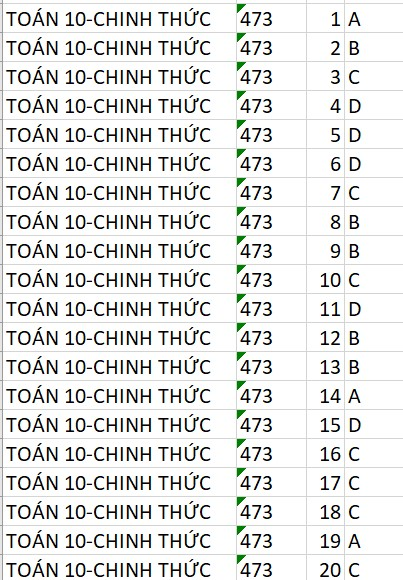 TOÁN 10-CHINH THỨC 473 1 A
TOÁN 10-CHINH THỨC 473 2 B
TOÁN 10-CHINH THỨC 473 3 C
TOÁN 10-CHINH THỨC 473 4 D
TOÁN 10-CHINH THỨC 473 5 D
TOÁN 10-CHINH THỨC 473 6 D
TOÁN 10-CHINH THỨC 473 7 C
TOÁN 10-CHINH THỨC 473 8 B
TOÁN 10-CHINH THỨC 473 9 B
TOÁN 10-CHINH THỨC 473 10 C
TOÁN 10-CHINH THỨC 473 11 D
TOÁN 10-CHINH THỨC 473 12 B
TOÁN 10-CHINH THỨC 473 13 B
TOÁN 10-CHINH THỨC 473 14 A
TOÁN 10-CHINH THỨC 473 15 D
TOÁN 10-CHINH THỨC 473 16 C
TOÁN 10-CHINH THỨC 473 17 C
TOÁN 10-CHINH THỨC 473 18 C
TOÁN 10-CHINH THỨC 473 19 A
TOÁN 10-CHINH THỨC 473 20 C